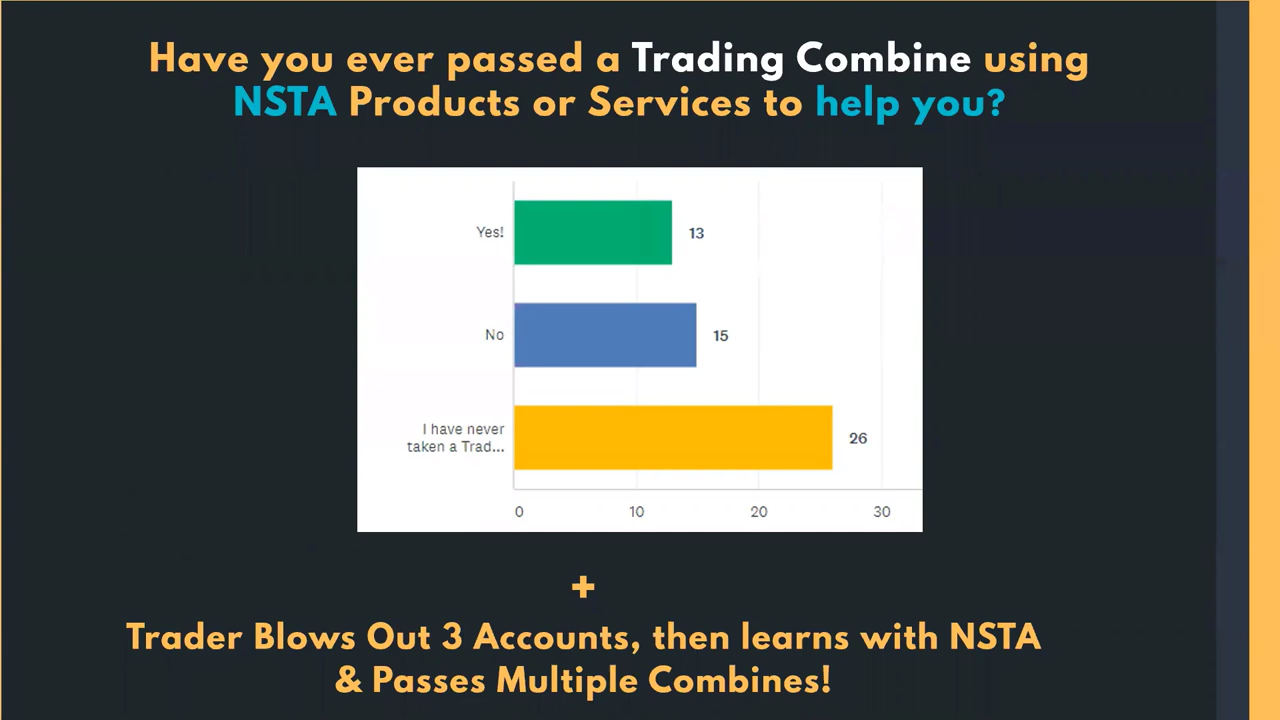 Have you ever passed a Trading Combine using
NSTA Products or Services to help you?
Yes!
13
No
15
I have never
taken a Trad...
26
0 10 20 30
+
Trader Blows Out 3 Accounts, then learns with NSTA
& Passes Multiple Combines!